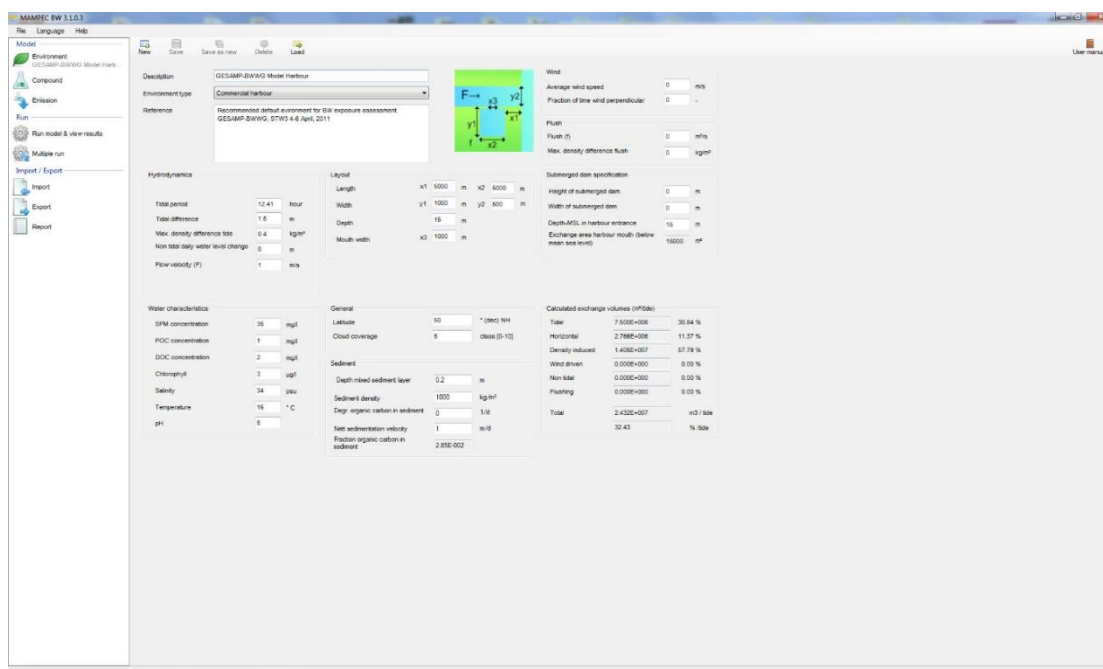 MAMPEC BW 3.1.0.3
File Language Help
Model
Environment
GESAMP-BWWG Model Harb...
Compound
Emission
Run
Run model & view results
Multiple run
Import / Export
Import
Export
Report
New Save Save as new Delete Load
User manual
Description GESAMP-BWWG Model Harbour
Environment type Commercial harbour
Reference Recommended default evironment for BW exposure assessment.
GESAMP-BWWG, STW3 4-6 April, 2011
F x3 y2
y1 x1
f x2
Wind
Average wind speed 0 m/s
Fraction of time wind perpendicular 0 -
Flush
Flush (f) 0 m³/s
Max. density difference flush 0 kg/m³
Hydrodynamics
Tidal period 12.41 hour
Tidal difference 1.5 m
Max. density difference tide 0.4 kg/m³
Non tidal daily water level change 0 m
Flow velocity (F) 1 m/s
Layout
Length x1 5000 m x2 5000 m
Width y1 1000 m y2 500 m
Depth 15 m
Mouth width x3 1000 m
Submerged dam specification
Height of submerged dam 0 m
Width of submerged dam 0 m
Depth-MSL in harbour entrance 15 m
Exchange area harbour mouth (below
mean sea level) 15000 m²
Water characteristics
SPM concentration 35 mg/l
POC concentration 1 mg/l
DOC concentration 2 mg/l
Chlorophyll 3 µg/l
Salinity 34 psu
Temperature 15 °C
pH 8
General
Latitude 50 ° (dec) NH
Cloud coverage 5 class [0-10]
Sediment
Depth mixed sediment layer 0.2 m
Sediment density 1000 kg/m³
Degr. organic carbon in sediment 0 1/d
Nett sedimentation velocity 1 m/d
Fraction organic carbon in
sediment 2.85E-002
Calculated exchange volumes (m³/tide)
Tidal 7.500E+006 30.84 %
Horizontal 2.766E+006 11.37 %
Density induced 1.405E+007 57.79 %
Wind driven 0.000E+000 0.00 %
Non tidal 0.000E+000 0.00 %
Flushing 0.000E+000 0.00 %
Total 2.432E+007 m3 / tide
32.43 % /tide